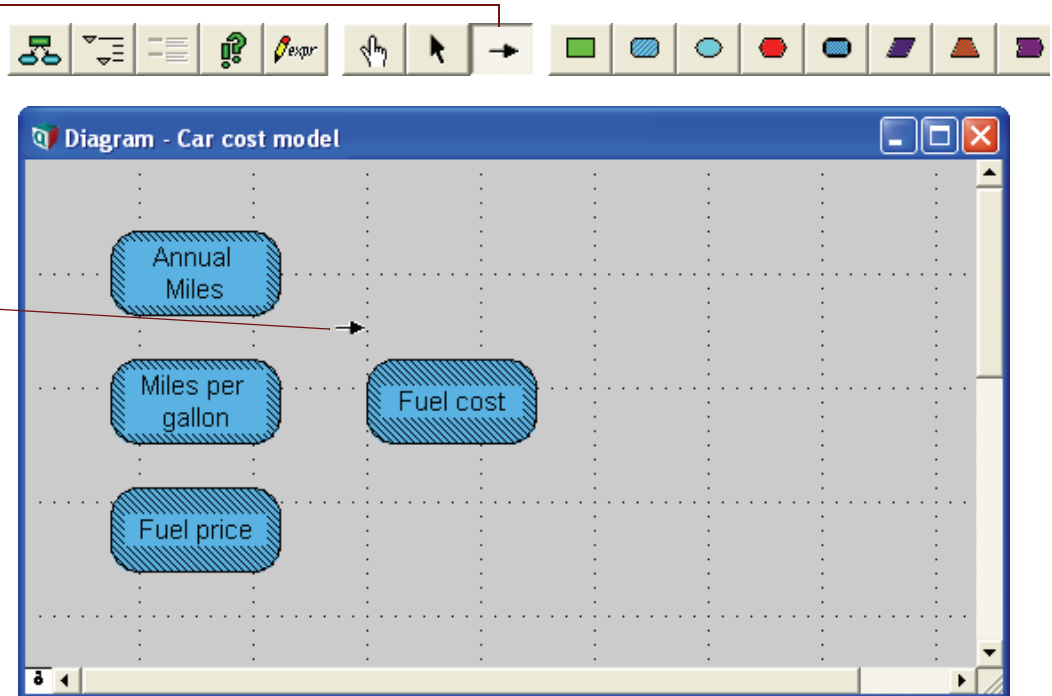 expr
Diagram - Car cost model
Annual
Miles
Miles per
gallon
Fuel cost
Fuel price